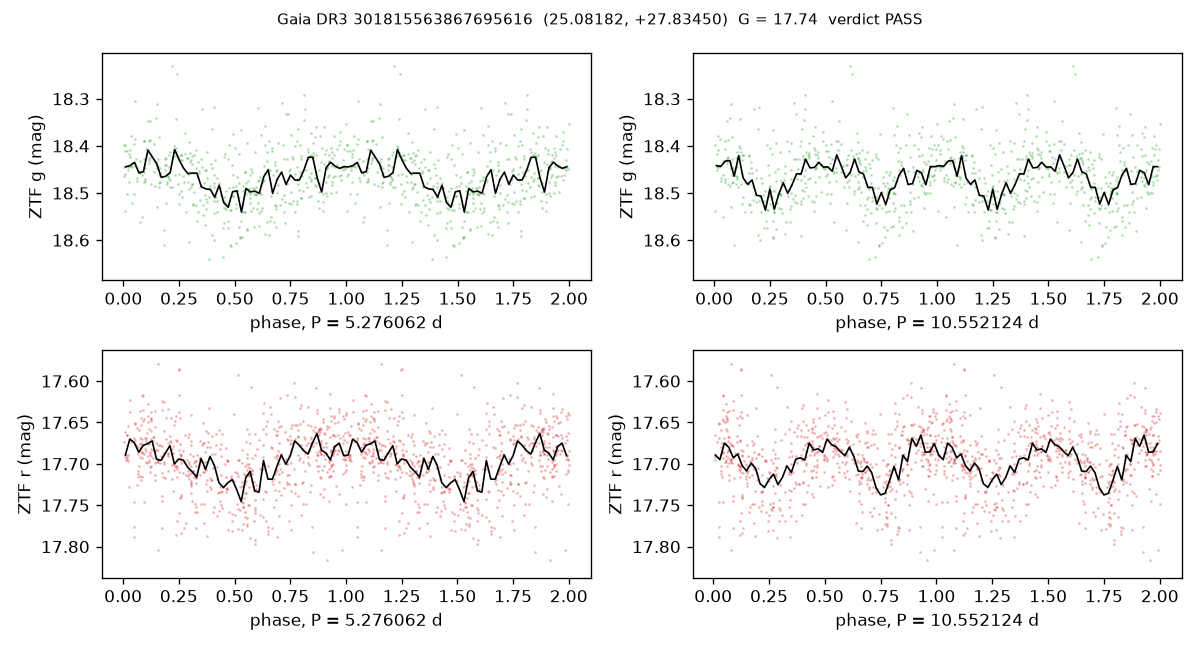 Gaia DR3 301815563867695616  (25.08182, +27.83450)  G = 17.74  verdict PASS
ZTF g (mag)
18.3
18.4
18.5
18.6
0.00 0.25 0.50 0.75 1.00 1.25 1.50 1.75 2.00
phase, P = 5.276062 d
ZTF g (mag)
18.3
18.4
18.5
18.6
0.00 0.25 0.50 0.75 1.00 1.25 1.50 1.75 2.00
phase, P = 10.552124 d
ZTF r (mag)
17.60
17.65
17.70
17.75
17.80
0.00 0.25 0.50 0.75 1.00 1.25 1.50 1.75 2.00
phase, P = 5.276062 d
ZTF r (mag)
17.60
17.65
17.70
17.75
17.80
0.00 0.25 0.50 0.75 1.00 1.25 1.50 1.75 2.00
phase, P = 10.552124 d